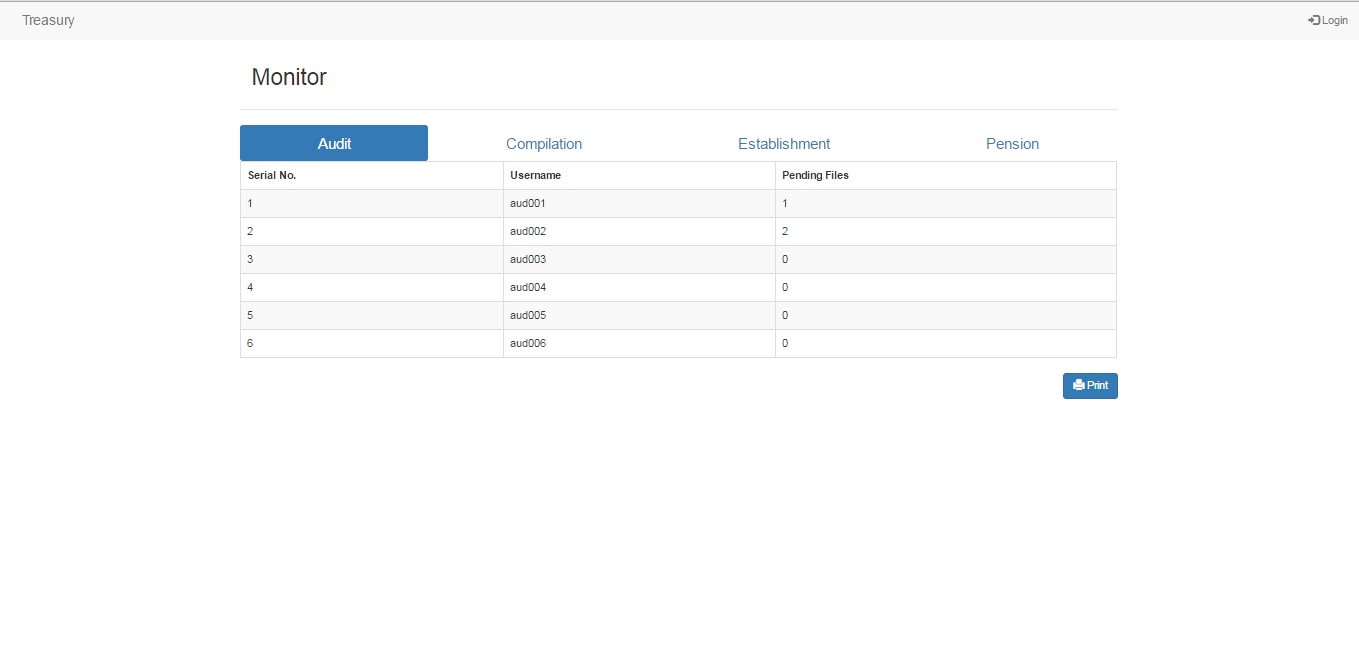 Treasury Login
Monitor
Audit Compilation Establishment Pension
Serial No. Username Pending Files
1 aud001 1
2 aud002 2
3 aud003 0
4 aud004 0
5 aud005 0
6 aud006 0
Print